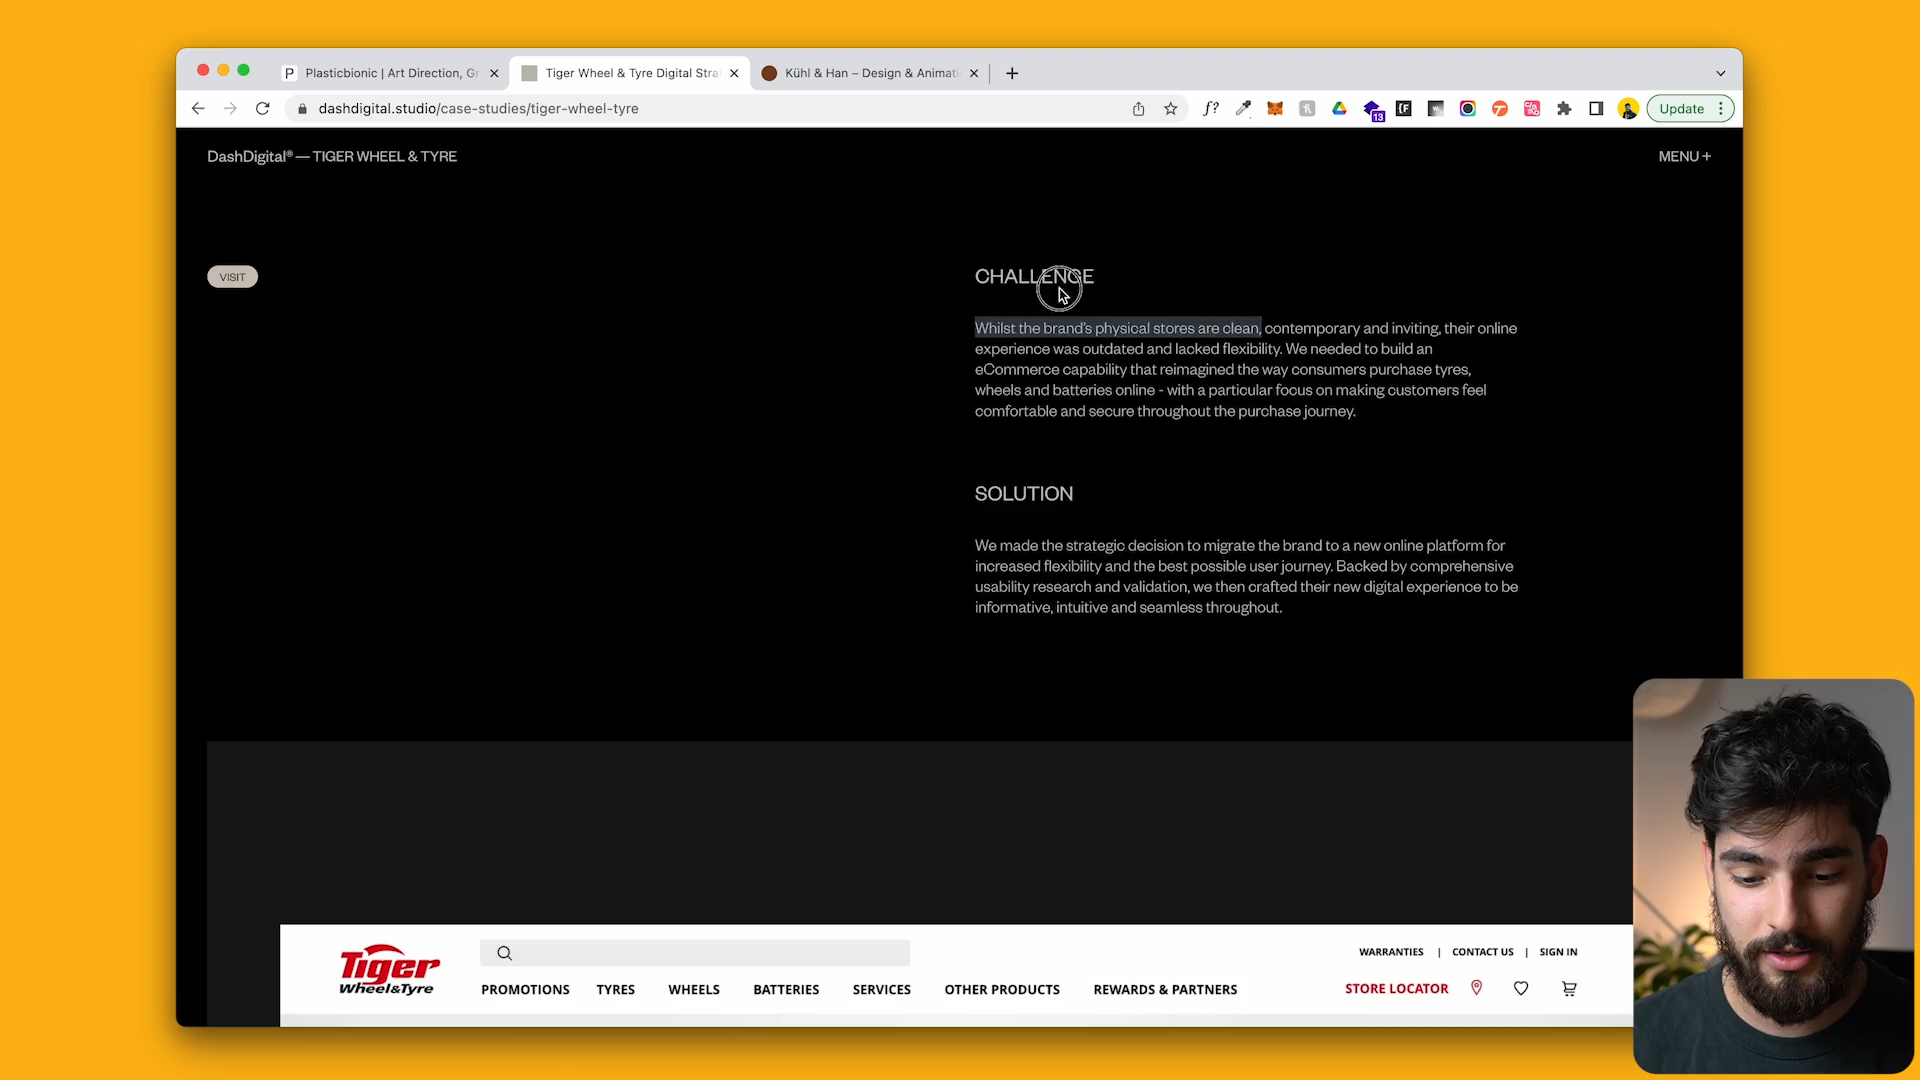 Plasticbionic | Art Direction, Gr
Tiger Wheel & Tyre Digital Stra
Kühl & Han – Design & Animati
dashdigital.studio/case-studies/tiger-wheel-tyre
f?
13
Update
DashDigital® — TIGER WHEEL & TYRE
MENU +
VISIT
CHALLENGE
Whilst the brand's physical stores are clean, contemporary and inviting, their online
experience was outdated and lacked flexibility. We needed to build an
eCommerce capability that reimagined the way consumers purchase tyres,
wheels and batteries online - with a particular focus on making customers feel
comfortable and secure throughout the purchase journey.
SOLUTION
We made the strategic decision to migrate the brand to a new online platform for
increased flexibility and the best possible user journey. Backed by comprehensive
usability research and validation, we then crafted their new digital experience to be
informative, intuitive and seamless throughout.
Tiger
Wheel&Tyre
WARRANTIES | CONTACT US | SIGN IN
PROMOTIONS TYRES WHEELS BATTERIES SERVICES OTHER PRODUCTS REWARDS & PARTNERS
STORE LOCATOR